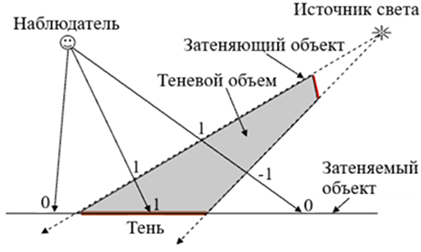 Источник света
Наблюдатель
Затеняющий объект
Теневой объем
1
1
-1
Затеняемый
объект
0
1
0
Тень